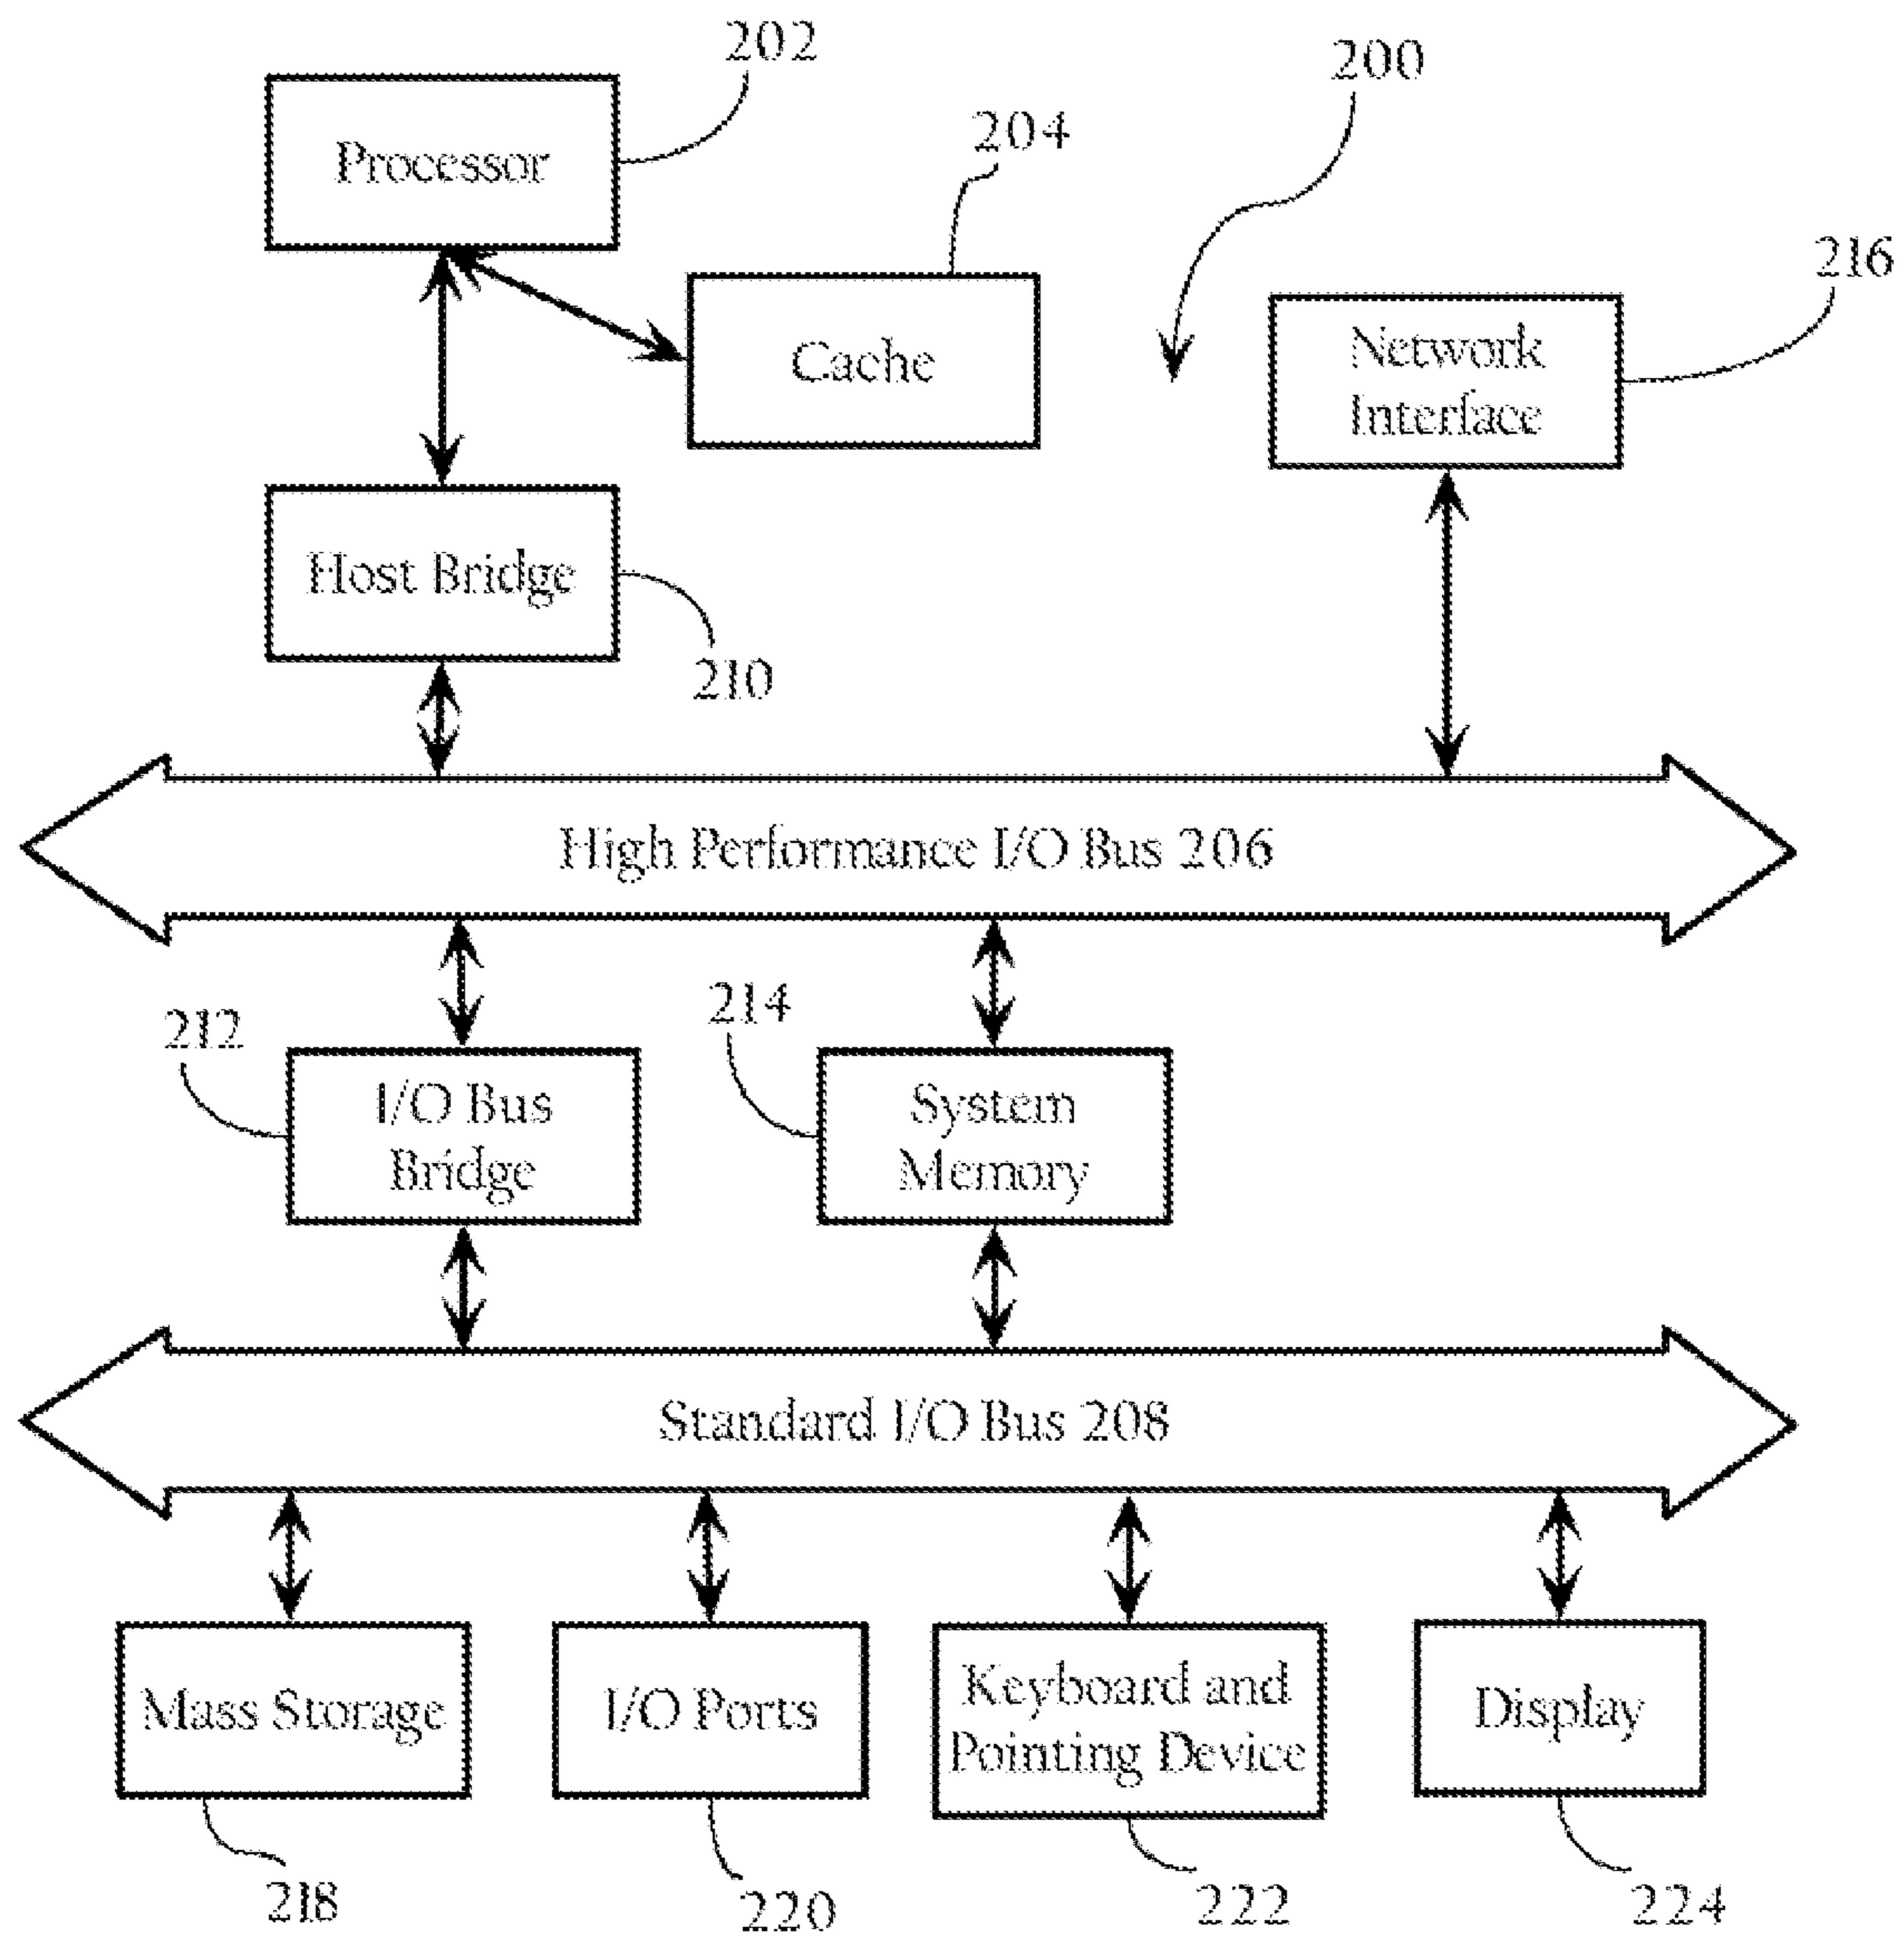 202
200
Processor
204
216
Cache
Network
Interface
Host Bridge
210
High Performance I/O Bus 206
212
214
I/O Bus
Bridge
System
Memory
Standard I/O Bus 208
Mass Storage
I/O Ports
Keyboard and
Pointing Device
Display
218
220
222
224